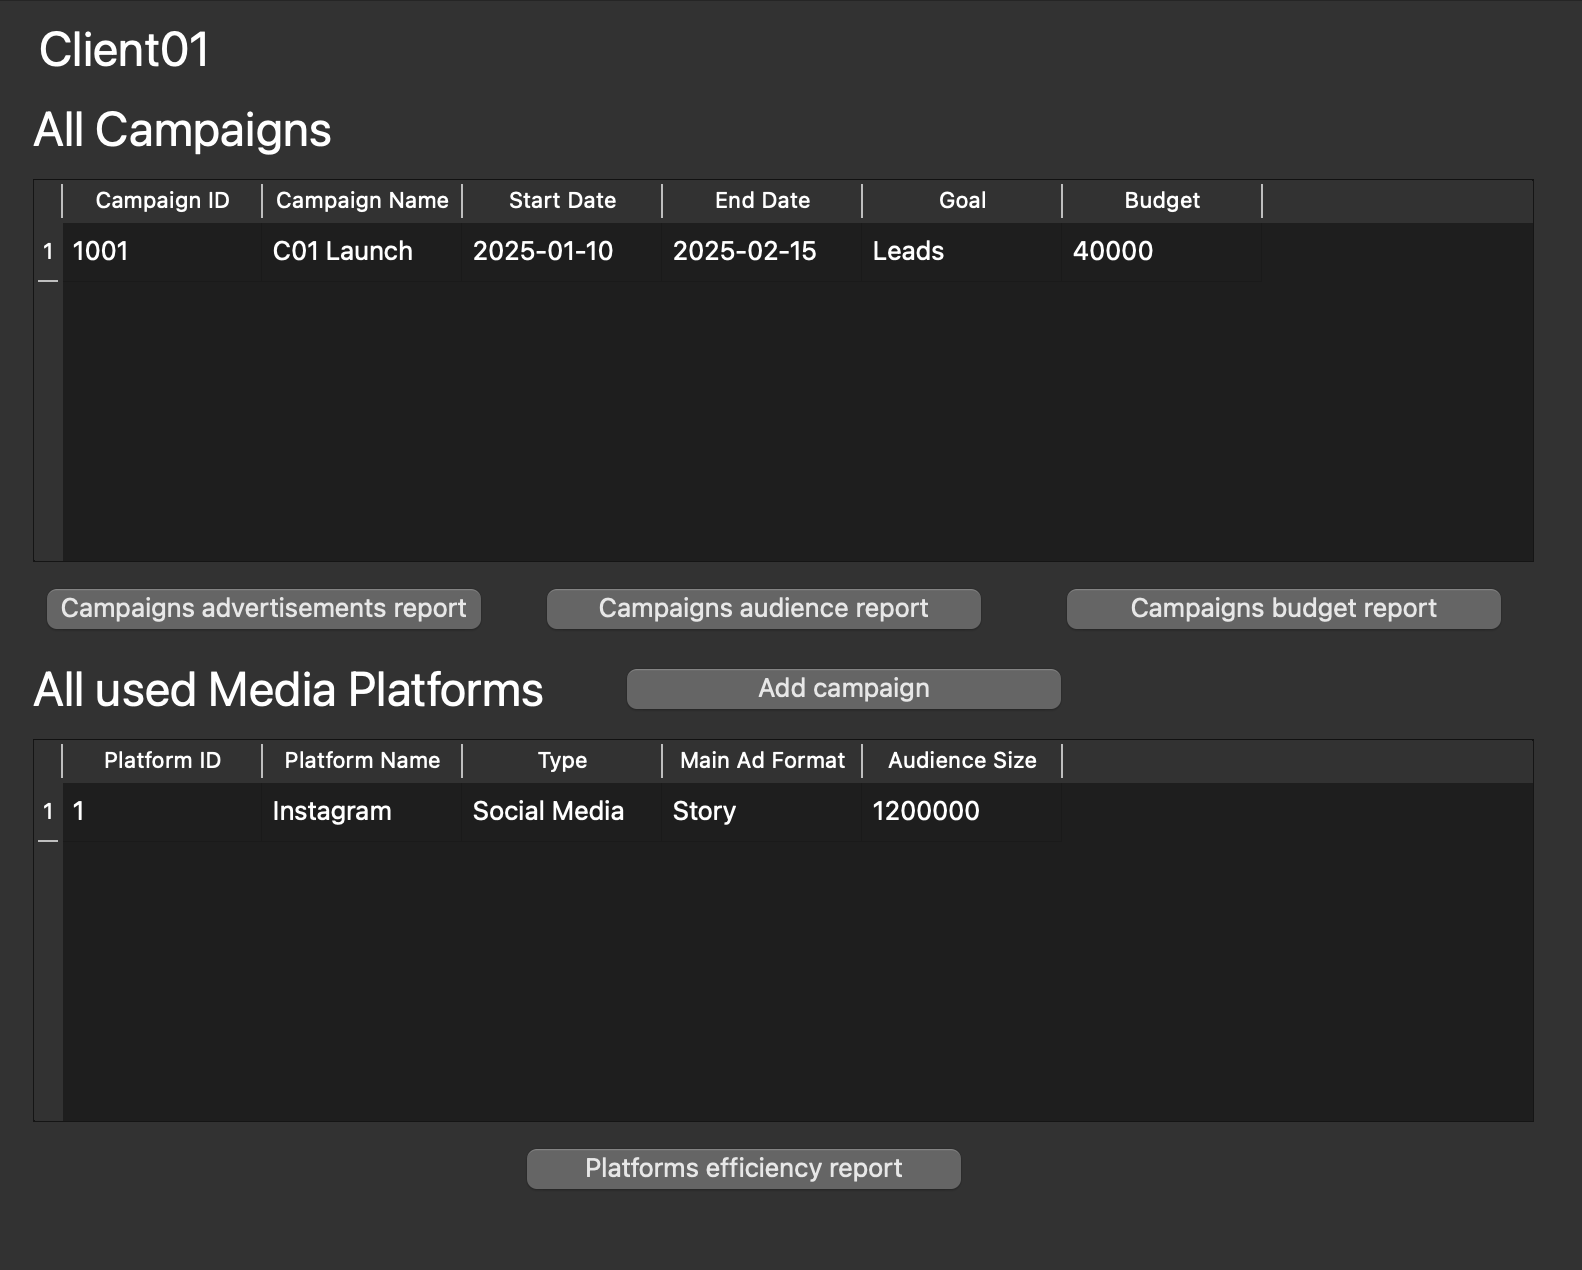 Client01
All Campaigns
Campaign ID Campaign Name Start Date End Date Goal Budget
1 1001 C01 Launch 2025-01-10 2025-02-15 Leads 40000
Campaigns advertisements report Campaigns audience report Campaigns budget report
All used Media Platforms Add campaign
Platform ID Platform Name Type Main Ad Format Audience Size
1 1 Instagram Social Media Story 1200000
Platforms efficiency report